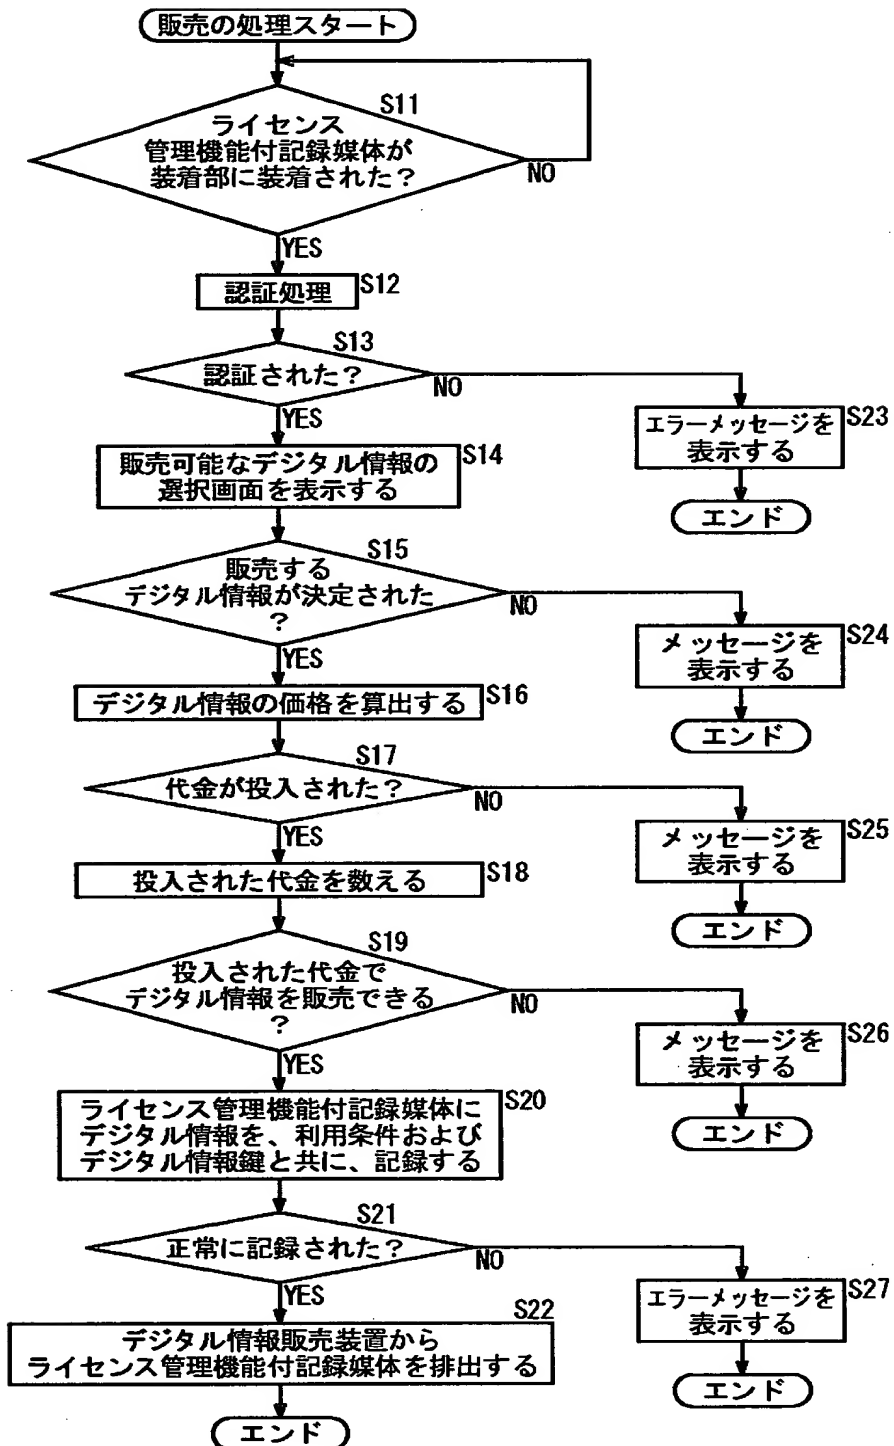 販売の処理スタート
S11
ライセンス
管理機能付記録媒体が
装着部に装着された？
NO
YES
認証処理
S12
S13
認証された？
NO
YES
エラーメッセージを
表示する
S23
エンド
販売可能なデジタル情報の
選択画面を表示する
S14
S15
販売する
デジタル情報が決定された
？
NO
YES
メッセージを
表示する
S24
エンド
デジタル情報の価格を算出する
S16
S17
代金が投入された？
NO
YES
メッセージを
表示する
S25
エンド
投入された代金を数える
S18
S19
投入された代金で
デジタル情報を販売できる
？
NO
YES
メッセージを
表示する
S26
エンド
ライセンス管理機能付記録媒体に
デジタル情報を、利用条件および
デジタル情報鍵と共に、記録する
S20
S21
正常に記録された？
NO
YES
エラーメッセージを
表示する
S27
エンド
S22
デジタル情報販売装置から
ライセンス管理機能付記録媒体を排出する
エンド